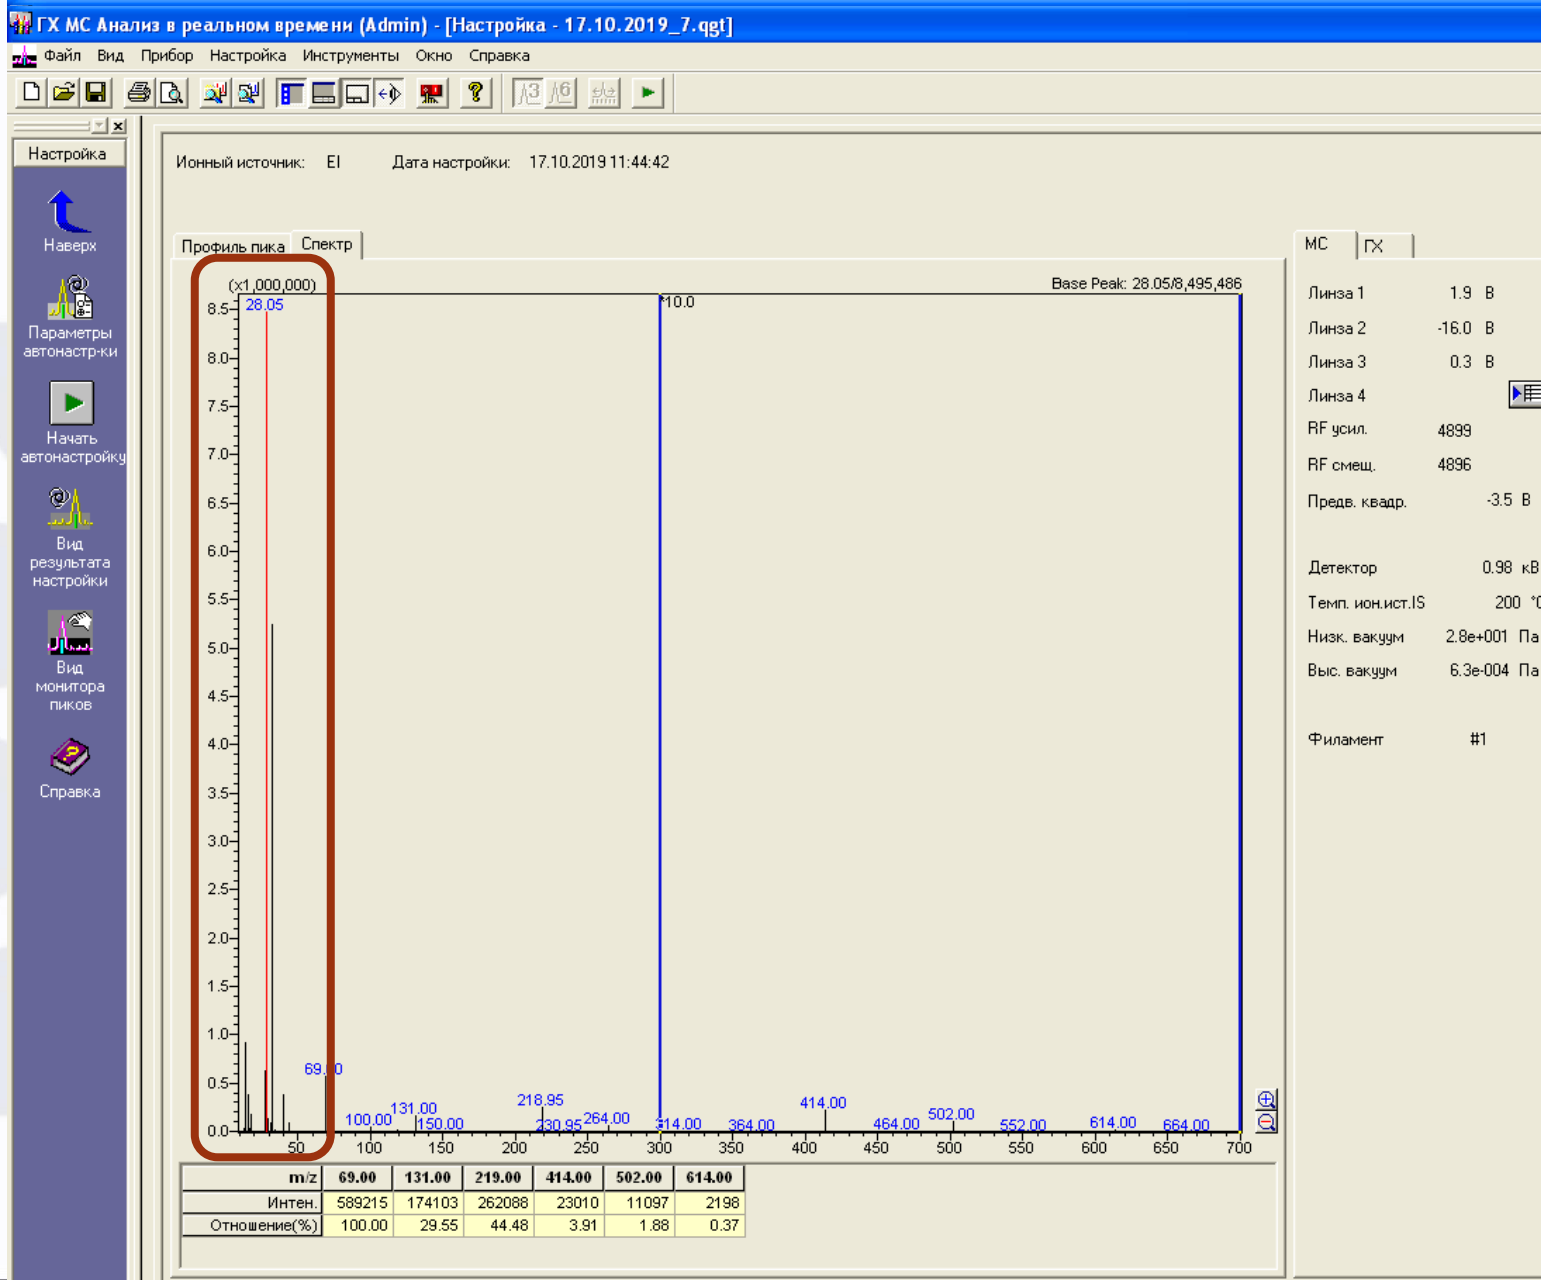 ГХ МС Анализ в реальном времени (Admin) - [Настройка - 17.10.2019_7.qgt]
Файл Вид Прибор Настройка Инструменты Окно Справка
Настройка
Наверх
Параметры
автонастр-ки
Начать
автонастройку
Вид
результата
настройки
Вид
монитора
пиков
Справка
Ионный источник: EI Дата настройки: 17.10.2019 11:44:42
Профиль пика Спектр
(x1,000,000)
Base Peak: 28.05/8,495,486
28.05
*10.0
8.5
8.0
7.5
7.0
6.5
6.0
5.5
5.0
4.5
4.0
3.5
3.0
2.5
2.0
1.5
1.0
0.5
0.0
100.00 131.00 150.00 218.95 230.95 264.00 364.00 414.00 464.00 502.00 552.00 614.00 664.00
50 100 150 200 250 300 350 400 450 500 550 600 650 700
m/z 69.00 131.00 219.00 414.00 502.00 614.00
Интен. 589215 174103 262088 23010 11097 2198
Отношение(%) 100.00 29.55 44.48 3.91 1.88 0.37
МС ГХ
Линза 1 1.9 В
Линза 2 -16.0 В
Линза 3 0.3 В
Линза 4
RF усил. 4899
RF смещ. 4896
Предв. квадр. -3.5 В
Детектор 0.98 кВ
Темп. ион.ист.IS 200
Низк. вакуум 2.8e+001 Па
Выс. вакуум 6.3e-004 Па
Филамент #1